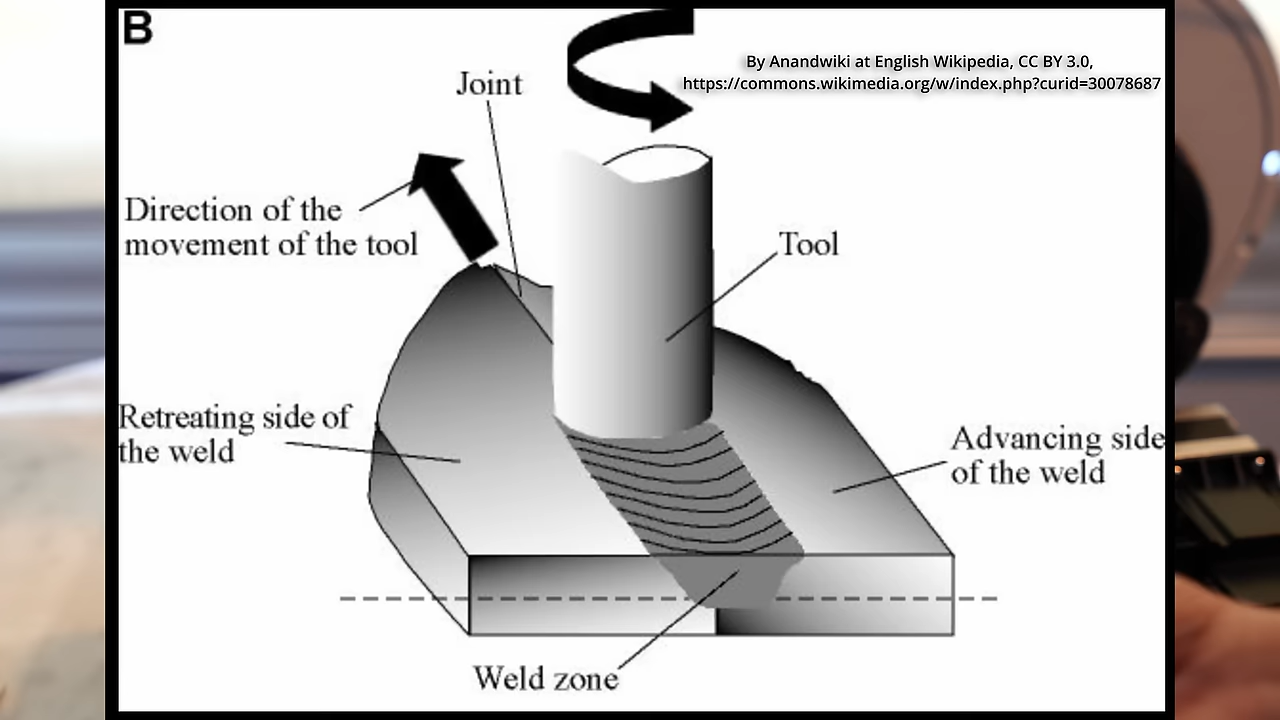 B
By Anandwiki at English Wikipedia, CC BY 3.0,
https://commons.wikimedia.org/w/index.php?curid=30078687
Joint
Direction of the
movement of the tool
Tool
Retreating side of
the weld
Advancing side
of the weld
Weld zone